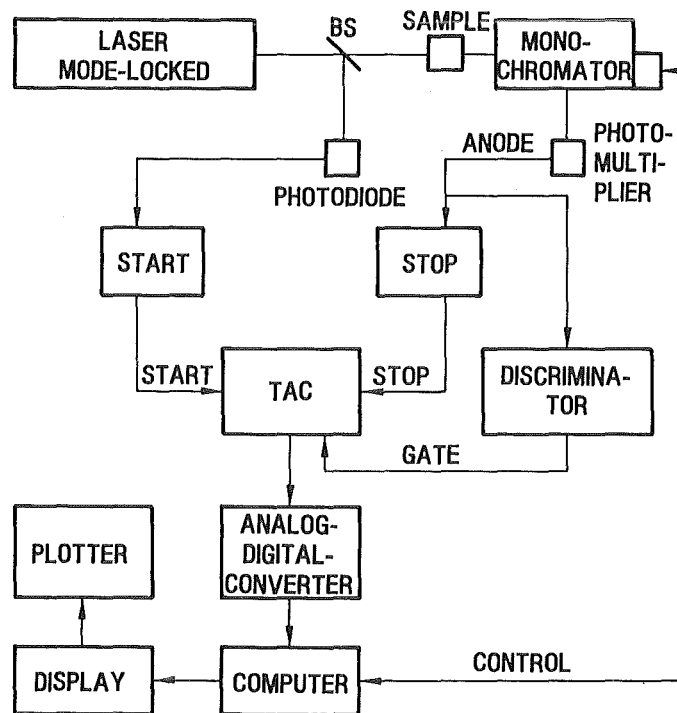 LASER
MODE-LOCKED
BS
SAMPLE
MONO-
CHROMATOR
PHOTODIODE
ANODE
PHOTO-
MULTI-
PLIER
START
STOP
START
TAC
STOP
DISCRIMINA-
TOR
GATE
ANALOG-
DIGITAL-
CONVERTER
PLOTTER
DISPLAY
COMPUTER
CONTROL